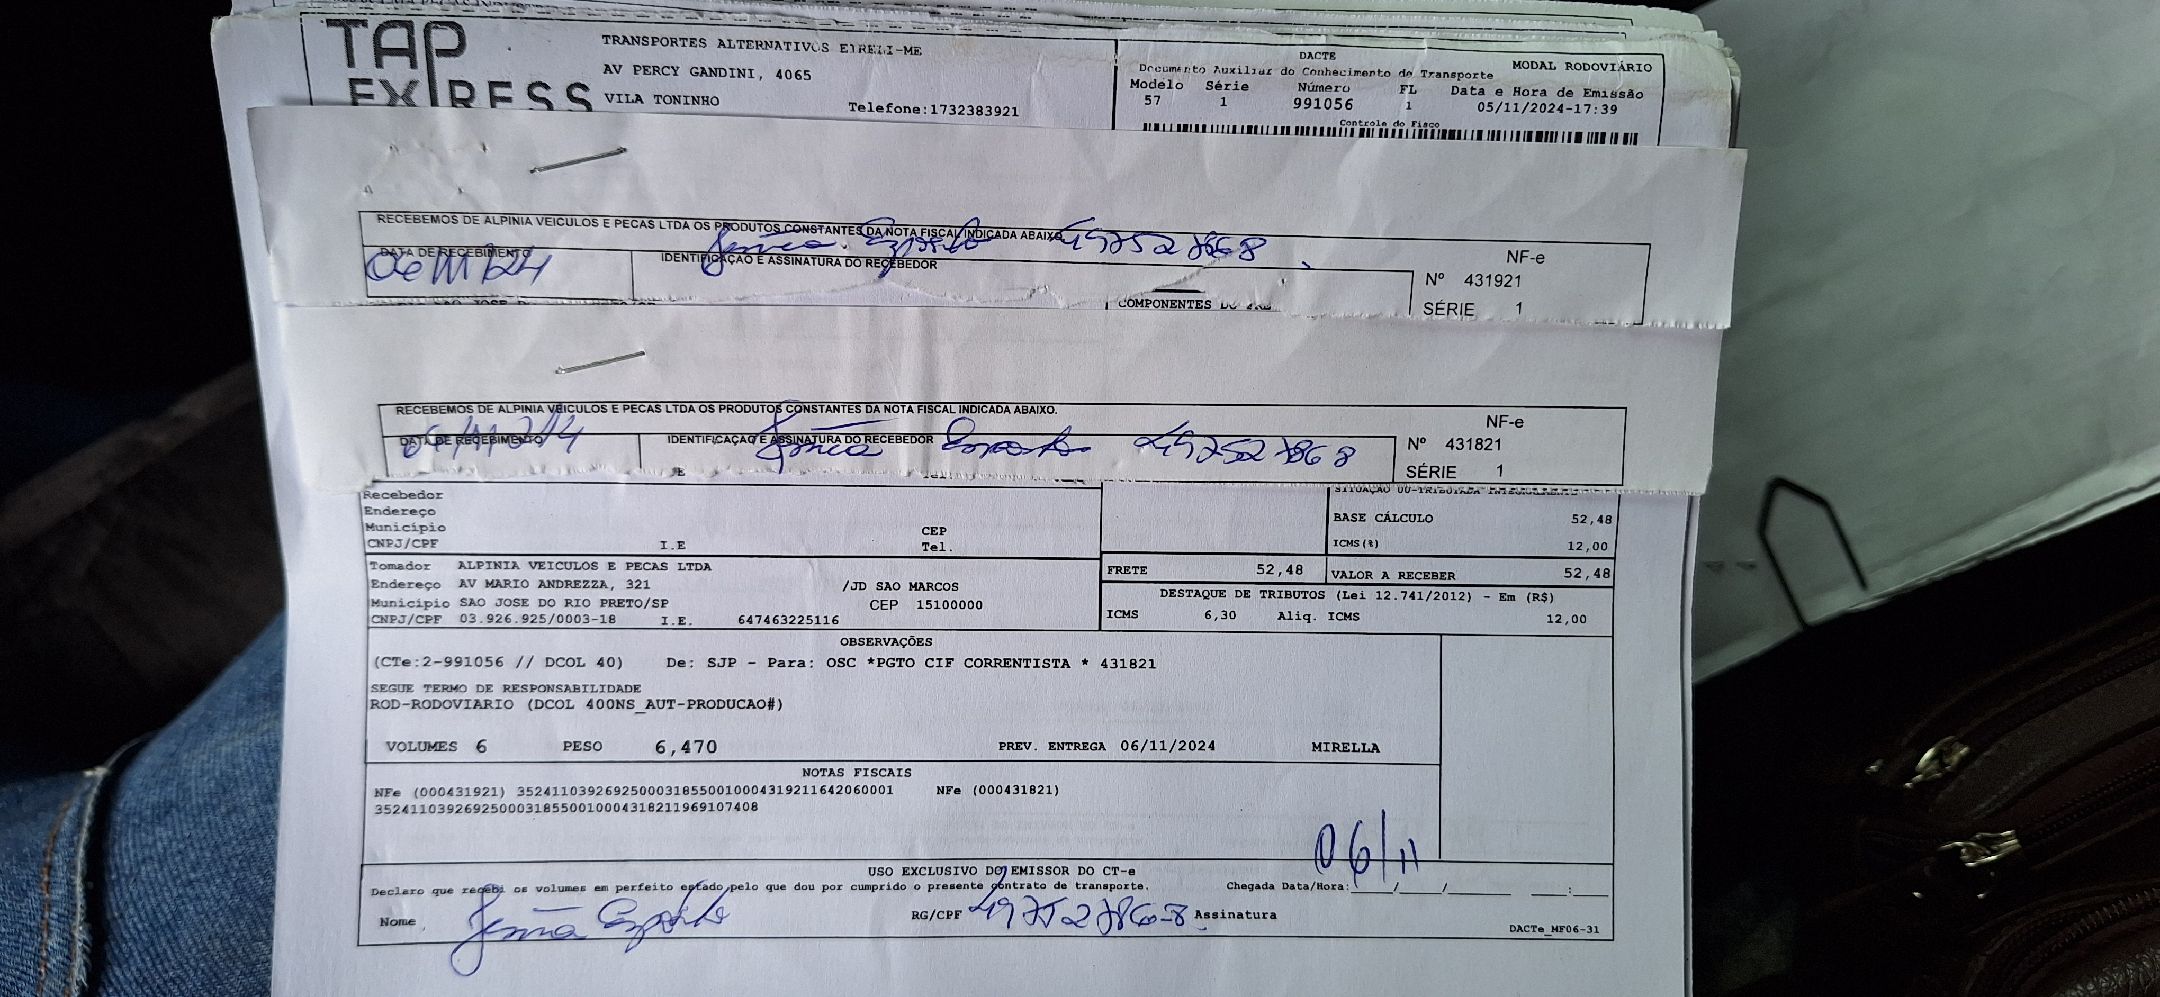 TAP EXPRESS
TRANSPORTES ALTERNATIVOS EIRELI-ME
AV PERCY GANDINI, 4065
VILA TONINHO
Telefone:1732383921
DACTE
MODAL RODOVIÁRIO
Documento Auxiliar do Conhecimento de Transporte
Modelo Série Número FL Data e Hora de Emissão
57 1 991056 1 05/11/2024-17:39
Controle do Fisco
RECEBEMOS DE ALPINIA VEICULOS E PECAS LTDA OS PRODUTOS CONSTANTES DA NOTA FISCAL INDICADA ABAIXO.
DATA DE RECEBIMENTO
06/11/24
IDENTIFICAÇÃO E ASSINATURA DO RECEBEDOR
497527868
NF-e
Nº 431921
SÉRIE 1
COMPONENTES DO
RECEBEMOS DE ALPINIA VEICULOS E PECAS LTDA OS PRODUTOS CONSTANTES DA NOTA FISCAL INDICADA ABAIXO.
DATA DE RECEBIMENTO
IDENTIFICAÇÃO E ASSINATURA DO RECEBEDOR
497527868
NF-e
Nº 431821
SÉRIE 1
Recebedor
Endereço
Município CEP
CNPJ/CPF I.E Tel.
BASE CÁLCULO 52,48
ICMS(%) 12,00
Tomador ALPINIA VEICULOS E PECAS LTDA
Endereço AV MARIO ANDREZZA, 321 /JD SAO MARCOS
Município SAO JOSE DO RIO PRETO/SP CEP 15100000
CNPJ/CPF 03.926.925/0003-18 I.E. 647463225116
FRETE 52,48 VALOR A RECEBER 52,48
DESTAQUE DE TRIBUTOS (Lei 12.741/2012) - Em (R$)
ICMS 6,30 Aliq. ICMS 12,00
OBSERVAÇÕES
(CTe:2-991056 // DCOL 40) De: SJP - Para: OSC *PGTO CIF CORRENTISTA * 431821
SEGUE TERMO DE RESPONSABILIDADE
ROD-RODOVIARIO (DCOL 400NS_AUT-PRODUCAO#)
VOLUMES 6 PESO 6,470 PREV. ENTREGA 06/11/2024 MIRELLA
NOTAS FISCAIS
NFe (000431921) 35241103926925000318550010004319211642060001 NFe (000431821)
35241103926925000318550010004318211969107408
06/11
USO EXCLUSIVO DO EMISSOR DO CT-e
Declaro que recebi os volumes em perfeito estado pelo que dou por cumprido o presente contrato de transporte. Chegada Data/Hora:____/____/______ ___:___
Nome RG/CPF 497527868 Assinatura
DACTe_MF06-31